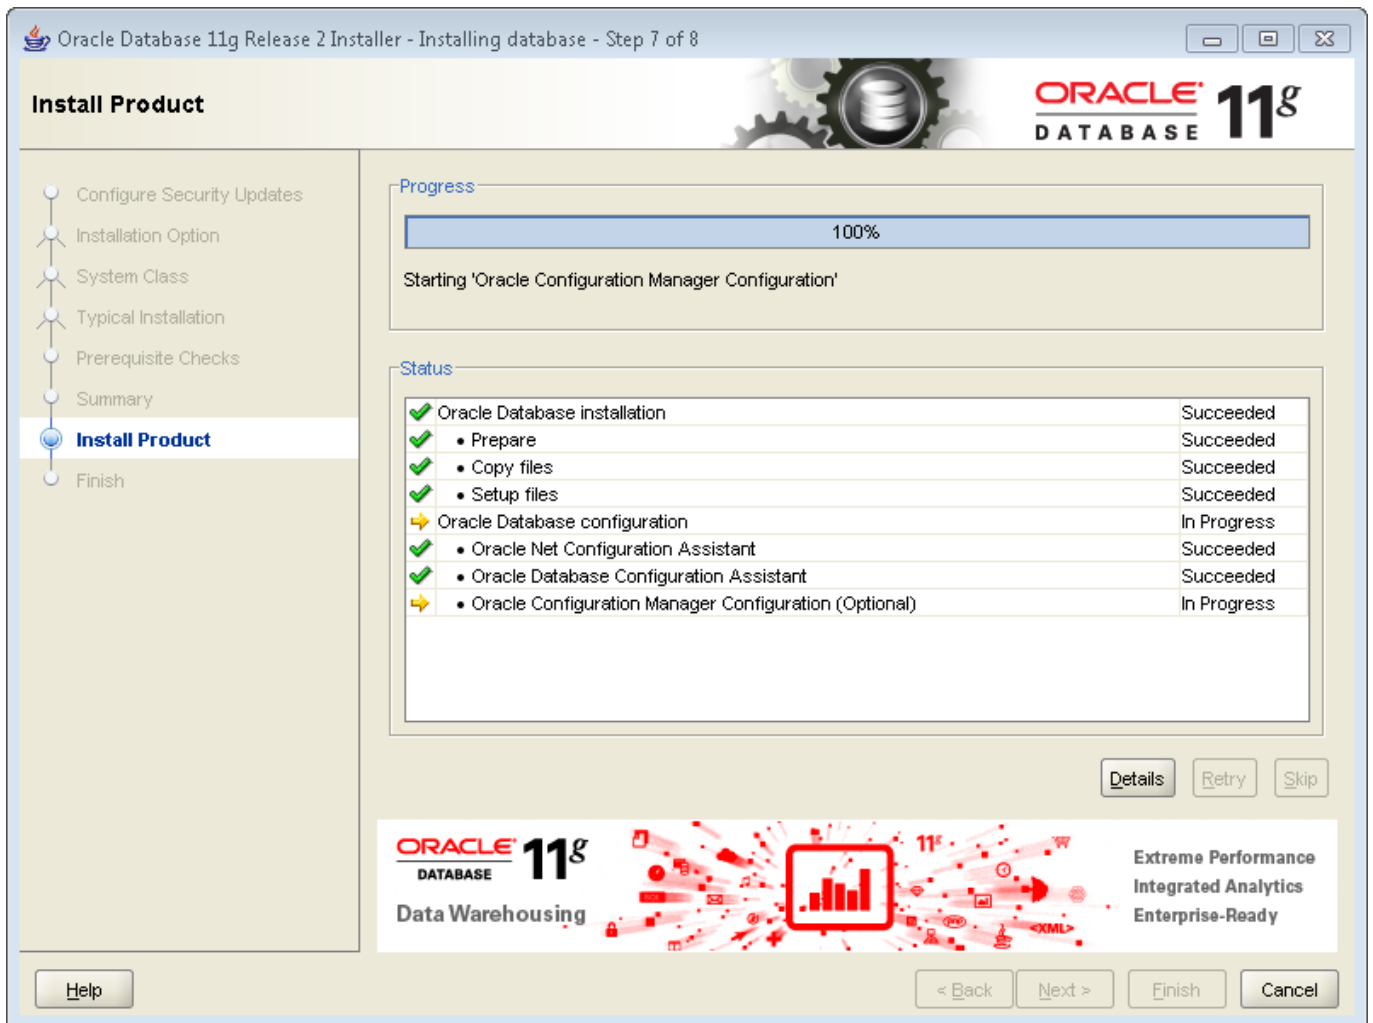 Oracle Database 11g Release 2 Installer - Installing database - Step 7 of 8
Install Product
ORACLE DATABASE 11g
Configure Security Updates
Installation Option
System Class
Typical Installation
Prerequisite Checks
Summary
Install Product
Finish
Progress
100%
Starting 'Oracle Configuration Manager Configuration'
Status
Oracle Database installation Succeeded
• Prepare Succeeded
• Copy files Succeeded
• Setup files Succeeded
Oracle Database configuration In Progress
• Oracle Net Configuration Assistant Succeeded
• Oracle Database Configuration Assistant Succeeded
• Oracle Configuration Manager Configuration (Optional) In Progress
Details Retry Skip
ORACLE DATABASE 11g
Data Warehousing
11g
<XML>
Extreme Performance
Integrated Analytics
Enterprise-Ready
Help < Back Next > Finish Cancel